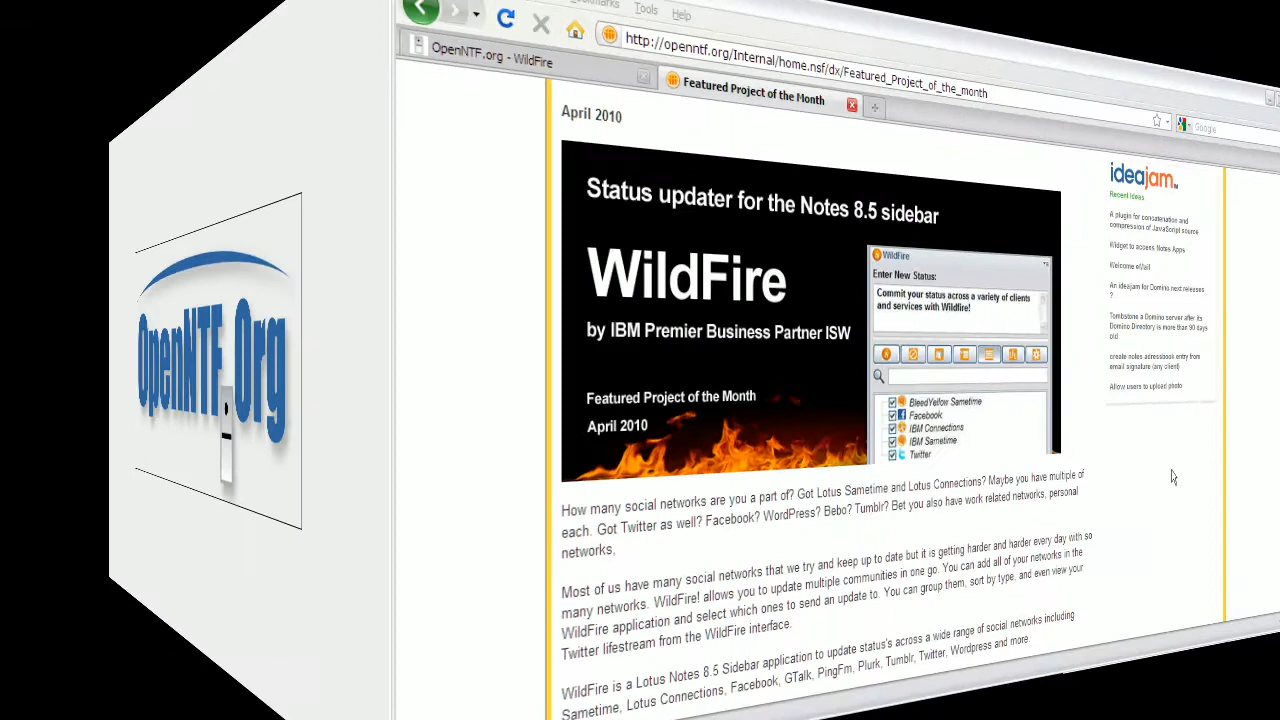 OpenNTF.Org
Tools
Help
http://openntf.org/Internal/home.nsf/dx/Featured_Project_of_the_month
Google
OpenNTF.org - WildFire
Featured Project of the Month
April 2010
Status updater for the Notes 8.5 sidebar
WildFire
by IBM Premier Business Partner ISW
Featured Project of the Month
April 2010
WildFire
Enter New Status:
Commit your status across a variety of clients
and services with Wildfire!
BleedYellow Sametime
Facebook
IBM Connections
IBM Sametime
Twitter
ideajam
Recent Ideas
A plugin for concatenation and
compression of JavaScript source
Widget to access Notes Apps
Welcome eMail
An ideajam for Domino next releases
?
Tombstone a Domino server after its
Domino Directory is more than 90 days
old
create notes adressbook entry from
email signature (any client)
Allow users to upload photo
How many social networks are you a part of? Got Lotus Sametime and Lotus Connections? Maybe you have multiple of
each. Got Twitter as well? Facebook? WordPress? Bebo? Tumblr? Bet you also have work related networks, personal
networks,
Most of us have many social networks that we try and keep up to date but it is getting harder and harder every day with so
many networks. WildFire! allows you to update multiple communities in one go. You can add all of your networks in the
WildFire application and select which ones to send an update to. You can group them, sort by type, and even view your
Twitter lifestream from the WildFire interface.
WildFire is a Lotus Notes 8.5 Sidebar application to update status's across a wide range of social networks including
Sametime, Lotus Connections, Facebook, GTalk, PingFm, Plurk, Tumblr, Twitter, Wordpress and more.